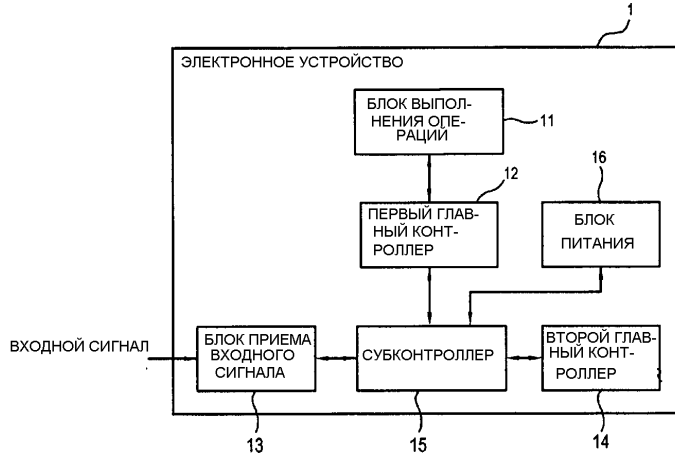 1
ЭЛЕКТРОННОЕ УСТРОЙСТВО
БЛОК ВЫПОЛ-
НЕНИЯ ОПЕ-
РАЦИЙ
11
12
ПЕРВЫЙ ГЛАВ-
НЫЙ КОНТ-
РОЛЛЕР
16
БЛОК
ПИТАНИЯ
ВХОДНОЙ СИГНАЛ
БЛОК ПРИЕМА
ВХОДНОГО
СИГНАЛА
СУБКОНТРОЛЛЕР
ВТОРОЙ ГЛАВ-
НЫЙ КОНТ-
РОЛЛЕР
13
15
14